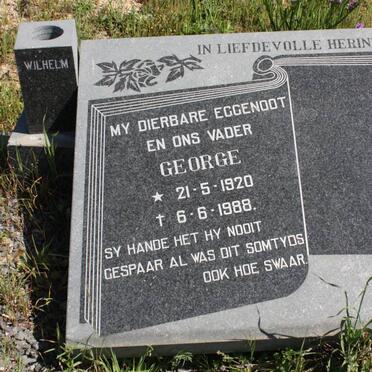 WILHELM
IN LIEFDEVOLLE
MY DIERBARE EGGENOOT
EN ONS VADER
GEORGE
★ 21-5-1920
† 6-6-1988.
SY HANDE HET HY NOOIT
GESPAAR AL WAS DIT SOMTYDS
OOK HOE SWAAR.